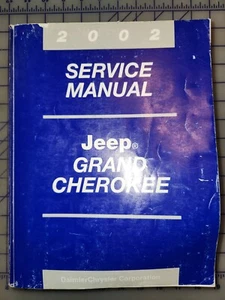 2002
SERVICE
MANUAL
Jeep®
GRAND
CHEROKEE
DaimlerChrysler Corporation